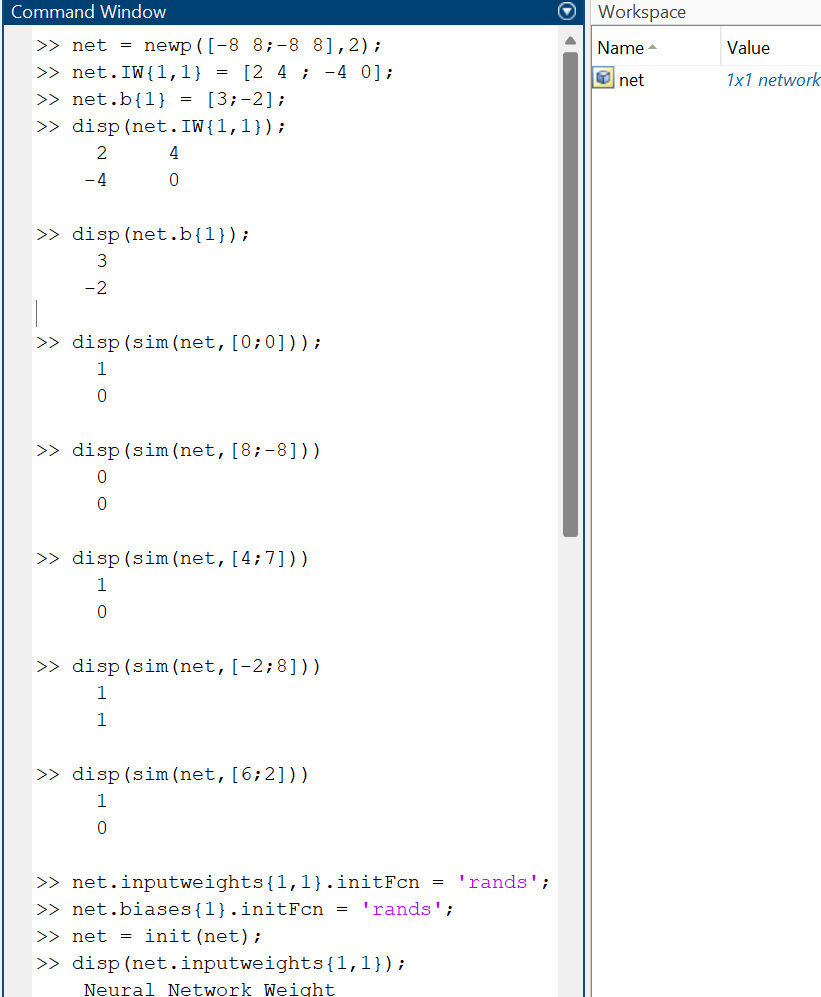 Command Window
>> net = newp([-8 8;-8 8],2);
>> net.IW{1,1} = [2 4 ; -4 0];
>> net.b{1} = [3;-2];
>> disp(net.IW{1,1});
2 4
-4 0
>> disp(net.b{1});
3
-2
>> disp(sim(net,[0;0]));
1
0
>> disp(sim(net,[8;-8]))
0
0
>> disp(sim(net,[4;7]))
1
0
>> disp(sim(net,[-2;8]))
1
1
>> disp(sim(net,[6;2]))
1
0
>> net.inputweights{1,1}.initFcn = 'rands';
>> net.biases{1}.initFcn = 'rands';
>> net = init(net);
>> disp(net.inputweights{1,1});
Neural Network Weight
Workspace
Name Value
net 1x1 network